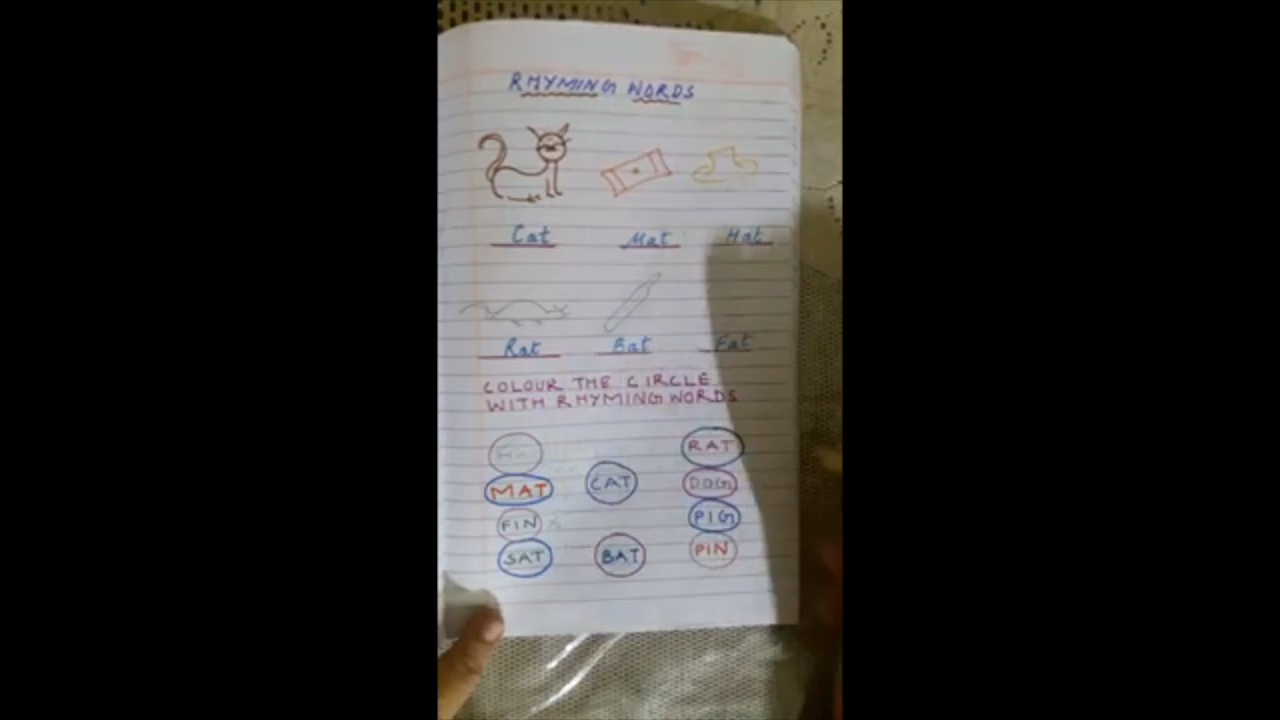 RHYMING WORDS
Cat Mat Hat
Rat Bat Fat
COLOUR THE CIRCLE
WITH RHYMING WORDS
RAT
MAT CAT DOG
FIN PIG
SAT BAT PIN